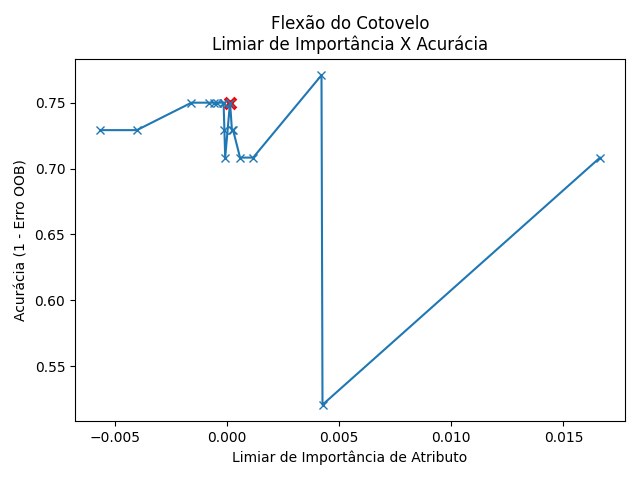 Flexão do Cotovelo
Limiar de Importância X Acurácia
Acurácia (1 - Erro OOB)
0.75
0.70
0.65
0.60
0.55
−0.005 0.000 0.005 0.010 0.015
Limiar de Importância de Atributo